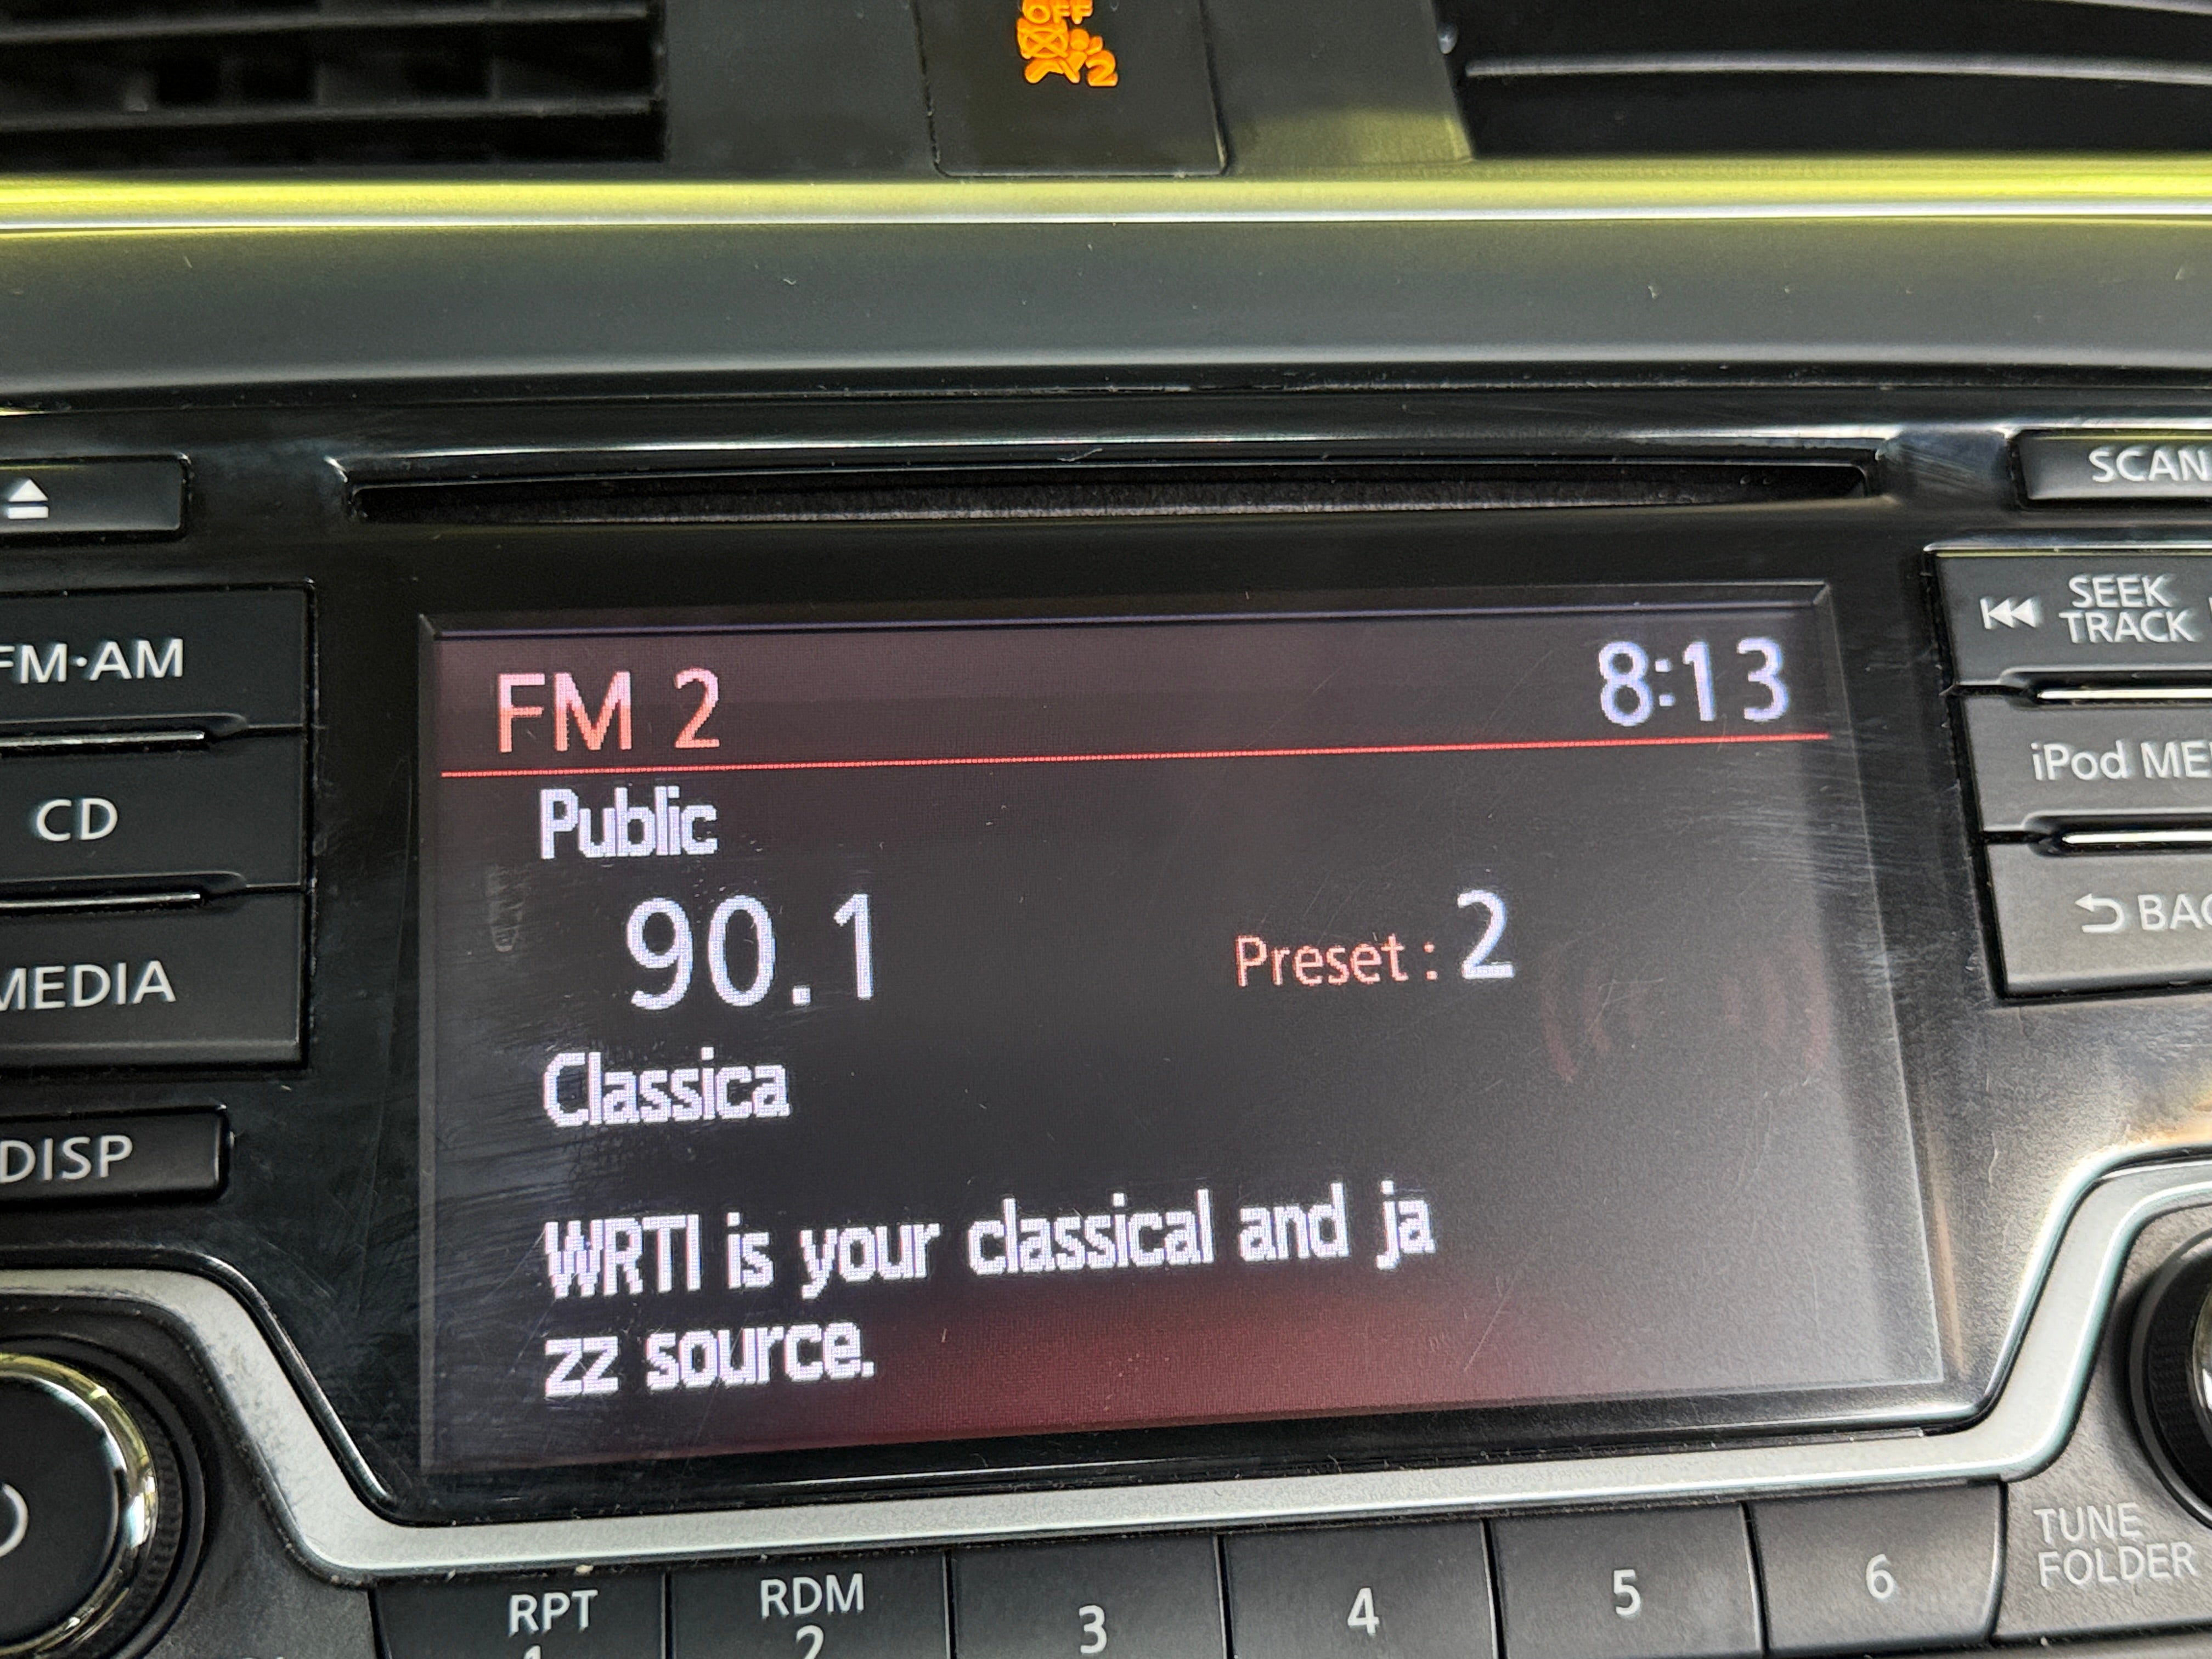 OFF
2
SCAN
FM·AM
SEEK
TRACK
FM 2
8:13
Public
CD
iPod ME
90.1
Preset : 2
BAC
MEDIA
Classica
DISP
WRTI is your classical and ja
zz source.
TUNE
FOLDER
RPT
1
RDM
2
3
4
5
6